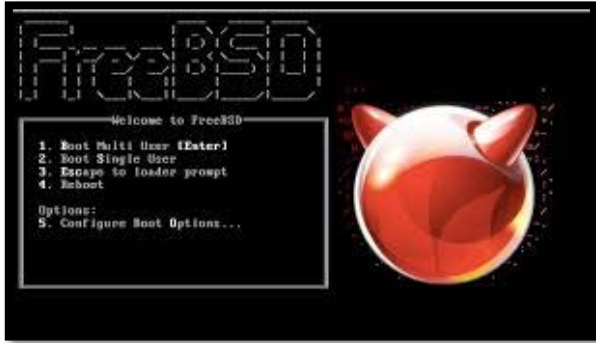 FreeBSD
Welcome to FreeBSD
1. Boot Multi User [Enter]
2. Boot Single User
3. Escape to loader prompt
4. Reboot
Options:
5. Configure Boot Options...